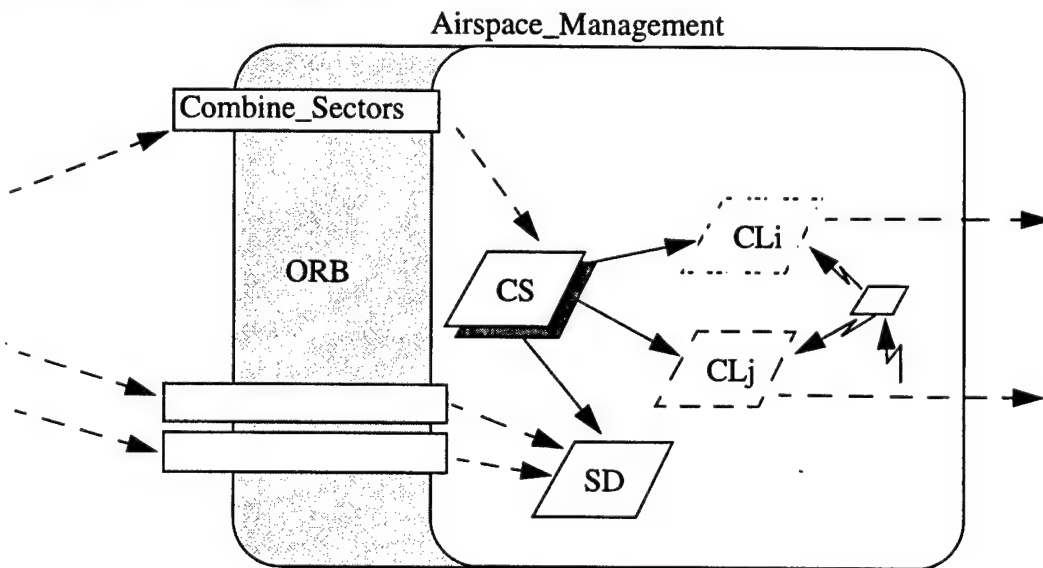 Airspace_Management
Combine_Sectors
ORB
CS
CLi
CLj
SD